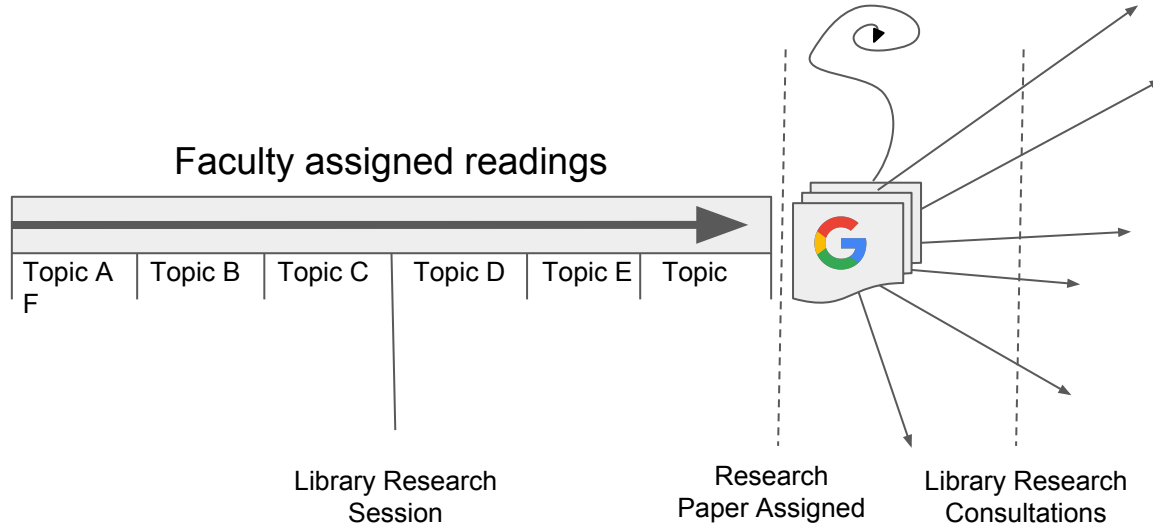 Faculty assigned readings
Topic A Topic B Topic C Topic D Topic E Topic
F
Library Research
Session
Research
Paper Assigned
Library Research
Consultations